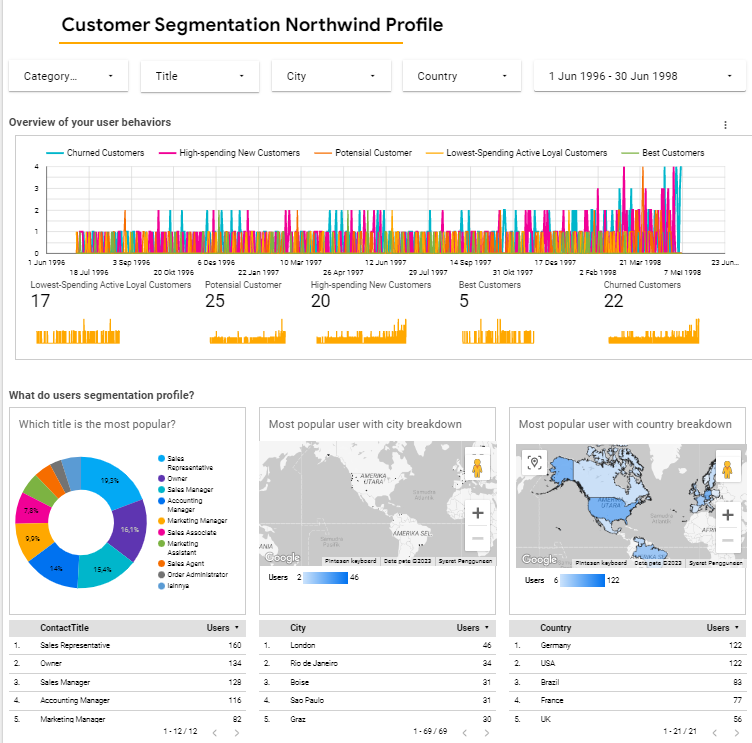 Customer Segmentation Northwind Profile
Category... Title City Country 1 Jun 1996 - 30 Jun 1998
Overview of your user behaviors
Churned Customers High-spending New Customers Potensial Customer Lowest-Spending Active Loyal Customers Best Customers
4
3
2
1
0
1 Jun 1996 3 Sep 1996 6 Des 1996 10 Mar 1997 12 Jun 1997 14 Sep 1997 17 Des 1997 21 Mar 1998 23 Jun...
18 Jul 1996 20 Okt 1996 22 Jan 1997 26 Apr 1997 29 Jul 1997 31 Okt 1997 2 Feb 1998 7 Mei 1998
Lowest-Spending Active Loyal Customers Potensial Customer High-spending New Customers Best Customers Churned Customers
17 25 20 5 22
What do users segmentation profile?
Which title is the most popular?
19,3%
16,1%
15,4%
14%
9,9%
7,8%
Sales
Representative
Owner
Sales Manager
Accounting
Manager
Marketing Manager
Sales Associate
Marketing
Assistant
Sales Agent
Order Administrator
lainnya
Most popular user with city breakdown
AMERIKA
UTARA
Samudra
Atlantik
AMERIKA SEL
ANIA
Samudra
Pasifik
Google Pintasan keyboard Data peta ©2023 Syarat Penggunaan
Users 2 46
Most popular user with country breakdown
AMERIKA
UTARA
Samudra
Atlantik
AFRI
AMERIKA SEL
Samudra
Pasifik
Google Pintasan keyboard Data peta ©2023 Syarat Penggunaan
Users 6 122
ContactTitle Users
1. Sales Representative 160
2. Owner 134
3. Sales Manager 128
4. Accounting Manager 116
5. Marketing Manager 82
1 - 12 / 12
City Users
1. London 46
2. Rio de Janeiro 34
3. Boise 31
4. Sao Paulo 31
5. Graz 30
1 - 69 / 69
Country Users
1. Germany 122
2. USA 122
3. Brazil 83
4. France 77
5. UK 56
1 - 21 / 21